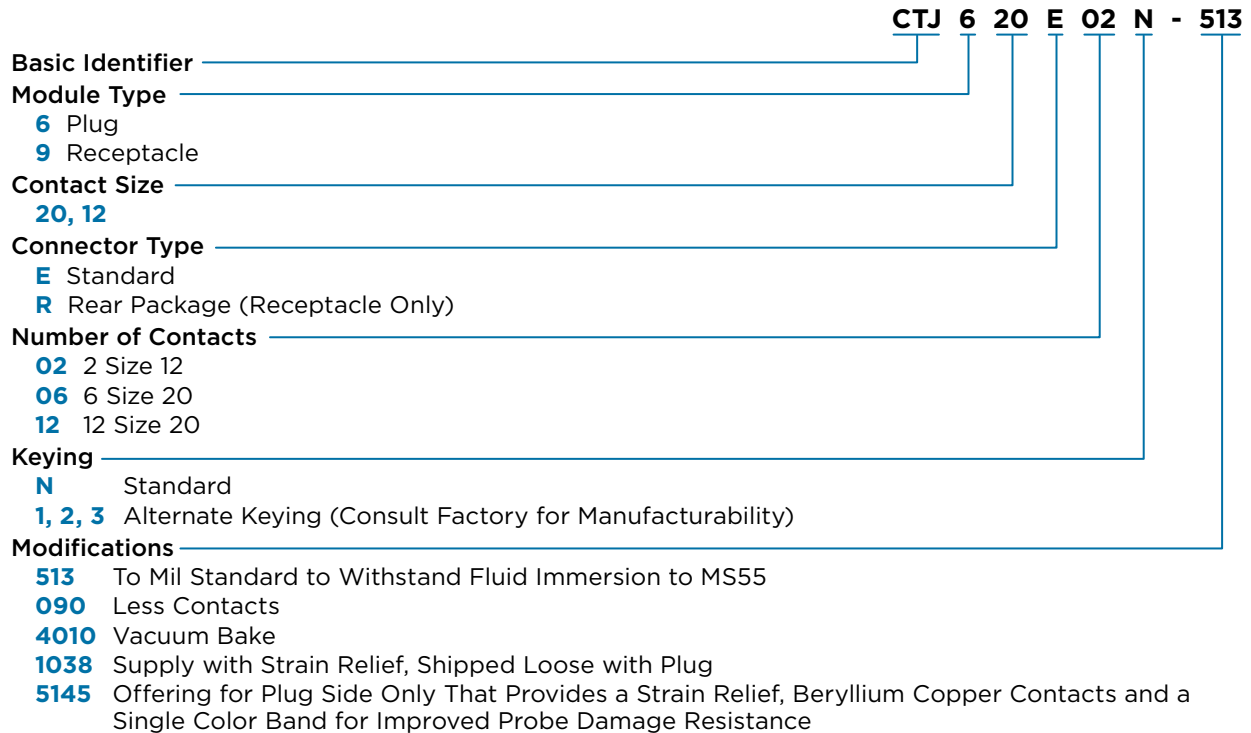 CTJ 6 20 E 02 N - 513
Basic Identifier
Module Type
6 Plug
9 Receptacle
Contact Size
20, 12
Connector Type
E Standard
R Rear Package (Receptacle Only)
Number of Contacts
02 2 Size 12
06 6 Size 20
12 12 Size 20
Keying
N Standard
1, 2, 3 Alternate Keying (Consult Factory for Manufacturability)
Modifications
513 To Mil Standard to Withstand Fluid Immersion to MS55
090 Less Contacts
4010 Vacuum Bake
1038 Supply with Strain Relief, Shipped Loose with Plug
5145 Offering for Plug Side Only That Provides a Strain Relief, Beryllium Copper Contacts and a
Single Color Band for Improved Probe Damage Resistance